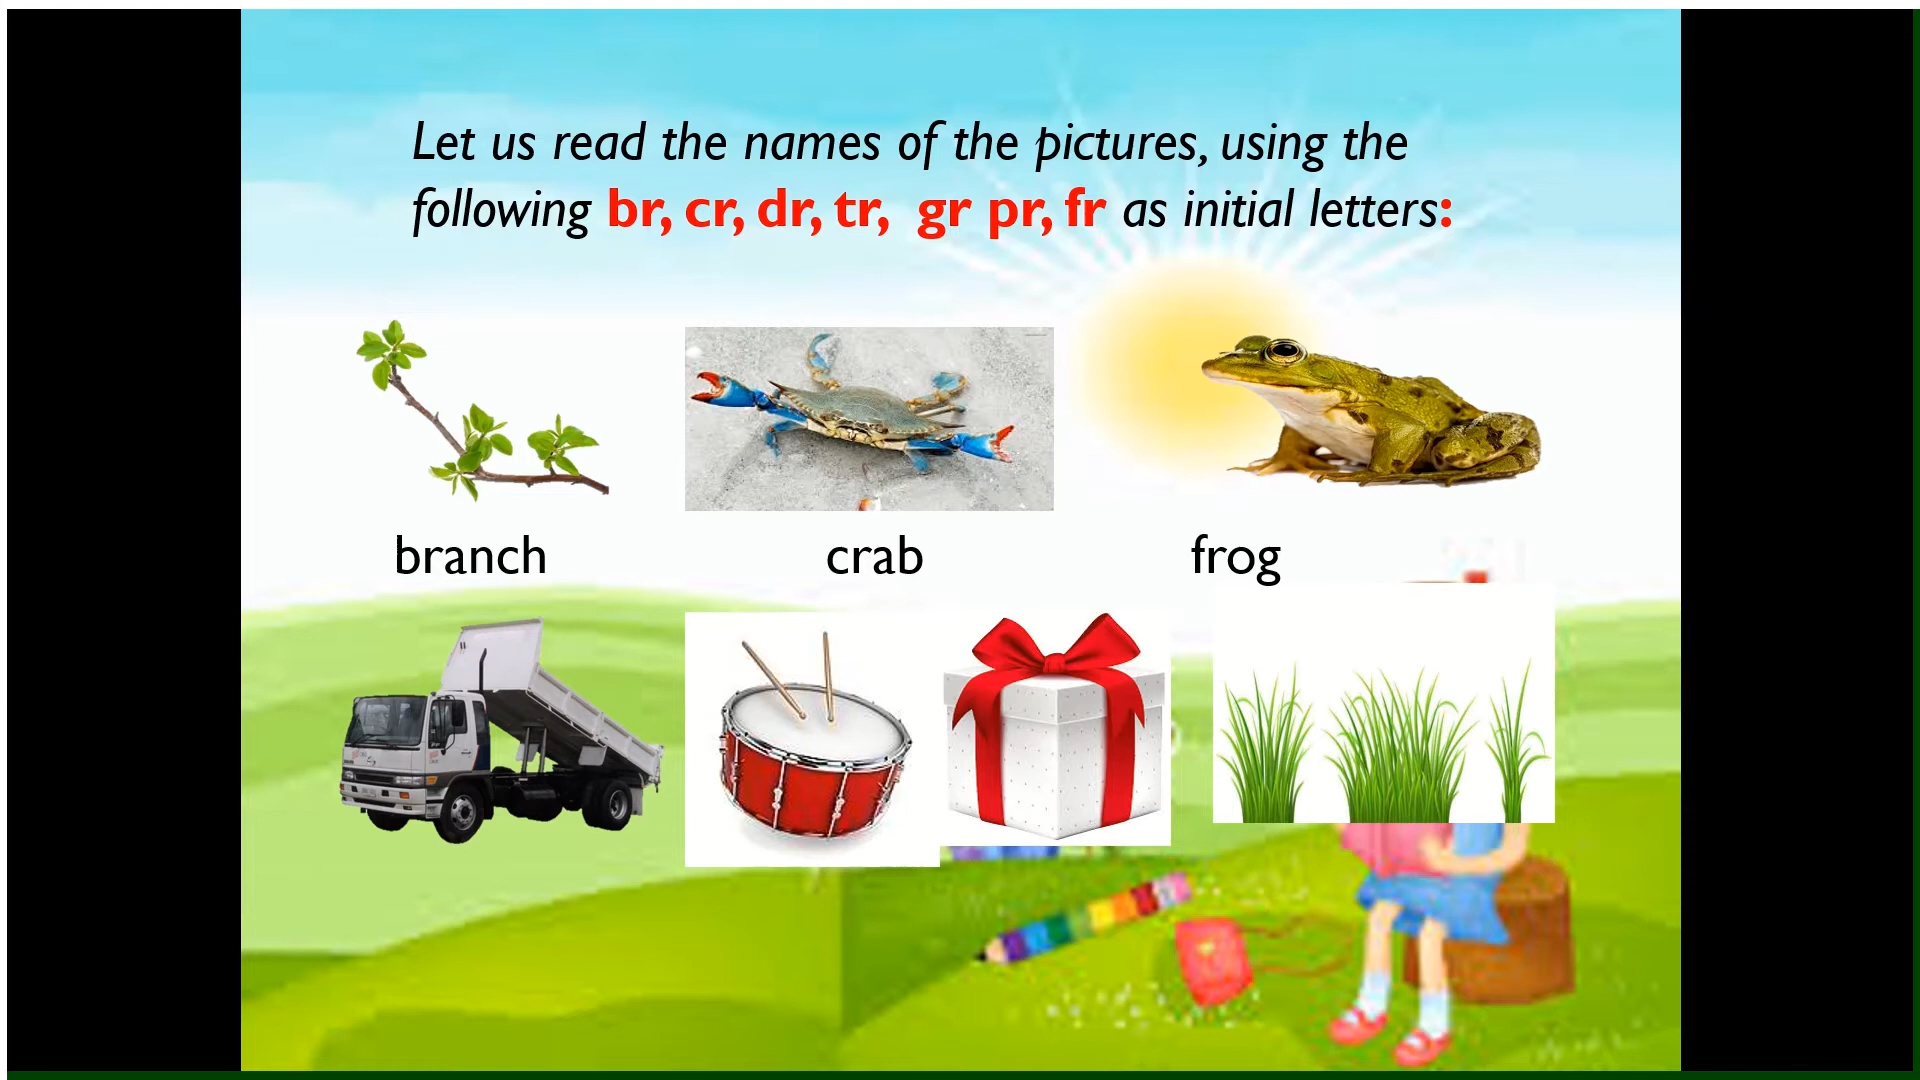 Let us read the names of the pictures, using the
following br, cr, dr, tr, gr pr, fr as initial letters:
branch
crab
frog